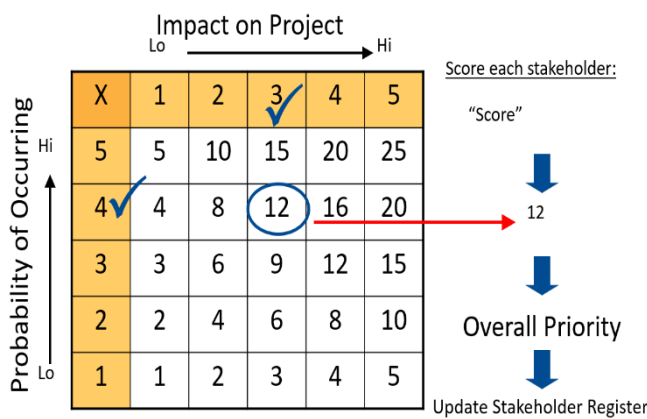 Impact on Project
Lo Hi
Score each stakeholder:
Probability of Occurring
X 1 2 3 4 5
"Score"
Hi
5 5 10 15 20 25
4 4 8 12 16 20
12
3 3 6 9 12 15
2 2 4 6 8 10
Overall Priority
Lo
1 1 2 3 4 5
Update Stakeholder Register